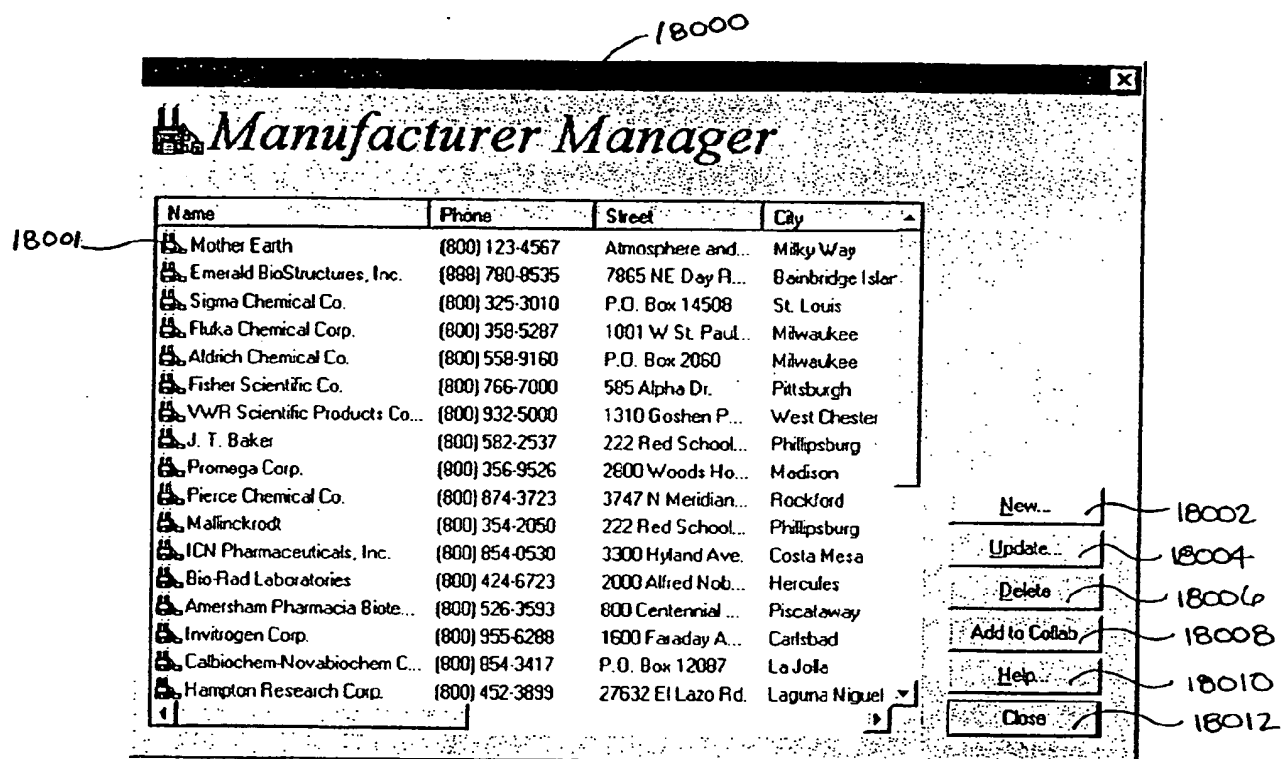 18000
Manufacturer Manager
Name Phone Street City
18001 Mother Earth (800) 123-4567 Atmosphere and... Milky Way
Emerald BioStructures, Inc. (888) 780-8535 7865 NE Day R... Bainbridge Islar
Sigma Chemical Co. (800) 325-3010 P.O. Box 14508 St. Louis
Fluka Chemical Corp. (800) 358-5287 1001 W St. Paul... Milwaukee
Aldrich Chemical Co. (800) 558-9160 P.O. Box 2060 Milwaukee
Fisher Scientific Co. (800) 766-7000 585 Alpha Dr. Pittsburgh
VWR Scientific Products Co... (800) 932-5000 1310 Goshen P... West Chester
J. T. Baker (800) 582-2537 222 Red School... Phillipsburg
Promega Corp. (800) 356-9526 2800 Woods Ho... Madison
Pierce Chemical Co. (800) 874-3723 3747 N Meridian... Rockford
Mallinckrodt (800) 354-2050 222 Red School... Phillipsburg
ICN Pharmaceuticals, Inc. (800) 854-0530 3300 Hyland Ave. Costa Mesa
Bio-Rad Laboratories (800) 424-6723 2000 Alfred Nob... Hercules
Amersham Pharmacia Biote... (800) 526-3593 800 Centennial ... Piscataway
Invitrogen Corp. (800) 955-6288 1600 Faraday A... Carlsbad
Calbiochem-Novabiochem C... (800) 854-3417 P.O. Box 12087 La Jolla
Hampton Research Corp. (800) 452-3899 27632 El Lazo Rd. Laguna Niguel
New... 18002
Update... 18004
Delete 18006
Add to Collab 18008
Help... 18010
Close 18012